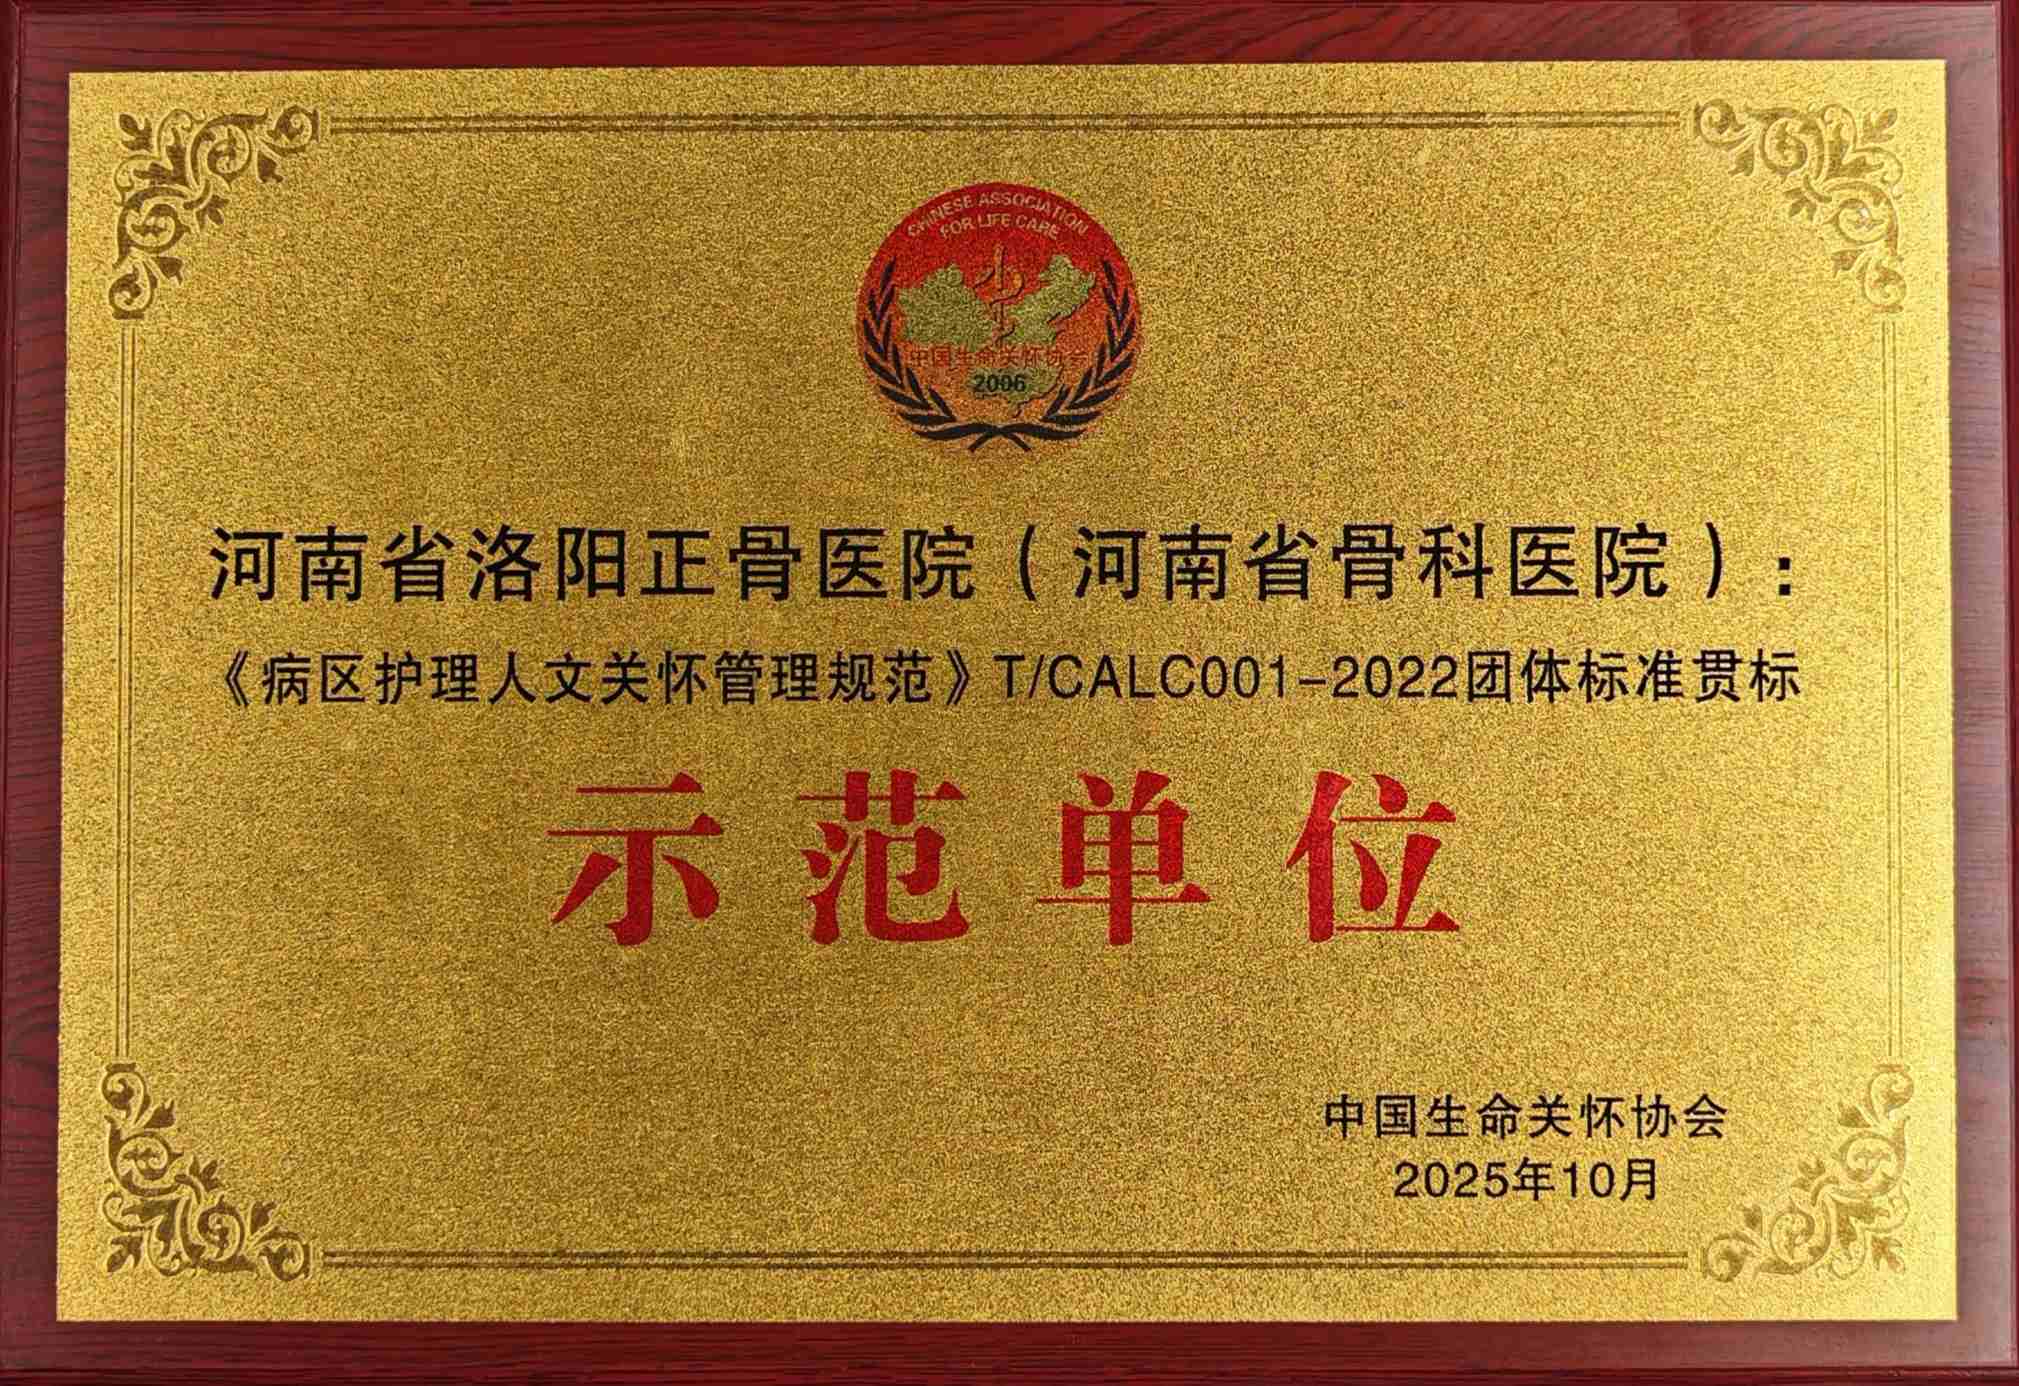 CHINESE ASSOCIATION
FOR LIFE CARE
中国生命关怀协会
2006
河南省洛阳正骨医院（河南省骨科医院）：
《病区护理人文关怀管理规范》T/CALC001-2022团体标准贯标
示范单位
中国生命关怀协会
2025年10月